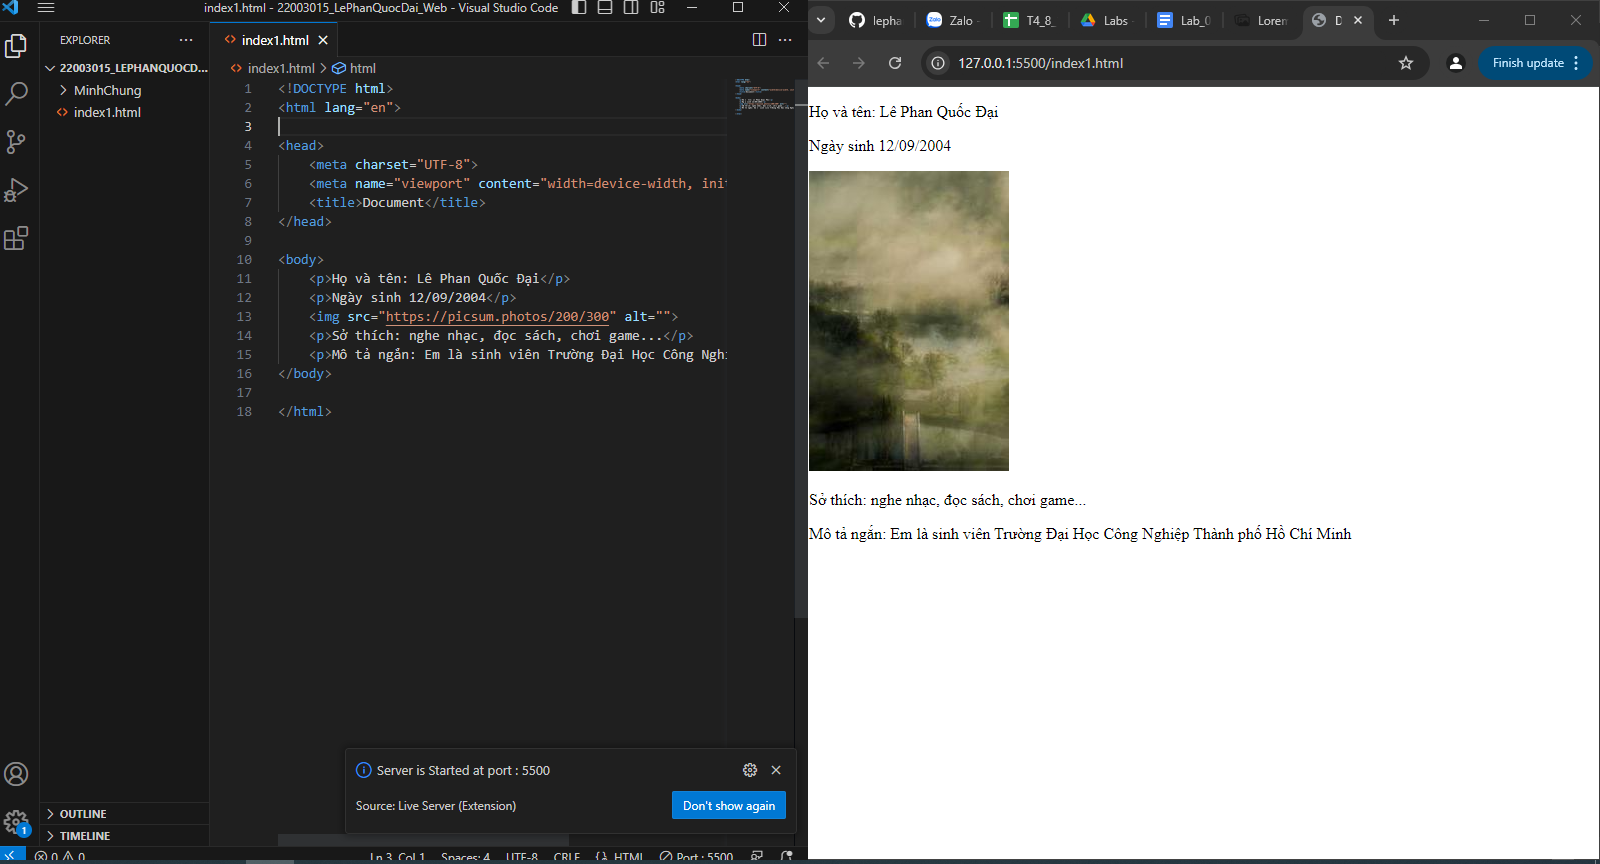 index1.html - 22003015_LePhanQuocDai_Web - Visual Studio Code
EXPLORER
22003015_LEPHANQUOCD...
MinhChung
index1.html
OUTLINE
TIMELINE
index1.html
index1.html > html
1 <!DOCTYPE html>
2 <html lang="en">
3
4 <head>
5 <meta charset="UTF-8">
6 <meta name="viewport" content="width=device-width, init
7 <title>Document</title>
8 </head>
9
10 <body>
11 <p>Họ và tên: Lê Phan Quốc Đại</p>
12 <p>Ngày sinh 12/09/2004</p>
13 <img src="https://picsum.photos/200/300" alt="">
14 <p>Sở thích: nghe nhạc, đọc sách, chơi game...</p>
15 <p>Mô tả ngắn: Em là sinh viên Trường Đại Học Công Nghi
16 </body>
17
18 </html>
Server is Started at port : 5500
Source: Live Server (Extension)
Don't show again
1
0 0
Ln 3, Col 1 Spaces: 4 UTF-8 CRLF {} HTML Port : 5500
lepha
Zalo
T4_8_
Labs
Lab_0
Loren
D
127.0.0.1:5500/index1.html
Finish update
Họ và tên: Lê Phan Quốc Đại
Ngày sinh 12/09/2004
Sở thích: nghe nhạc, đọc sách, chơi game...
Mô tả ngắn: Em là sinh viên Trường Đại Học Công Nghiệp Thành phố Hồ Chí Minh